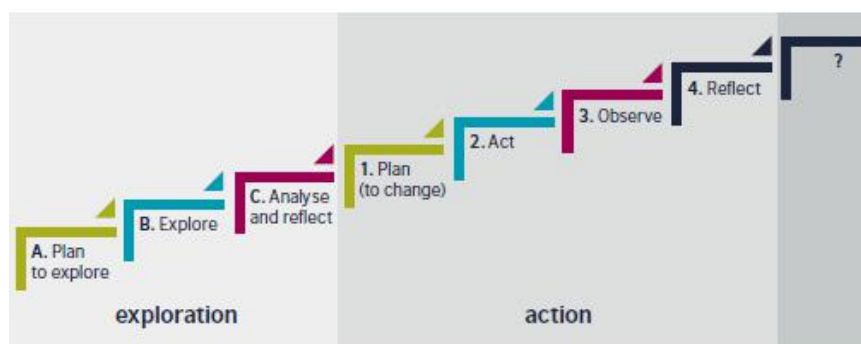 A. Plan
to explore
B. Explore
C. Analyse
and reflect
1. Plan
(to change)
2. Act
3. Observe
4. Reflect
?
exploration
action